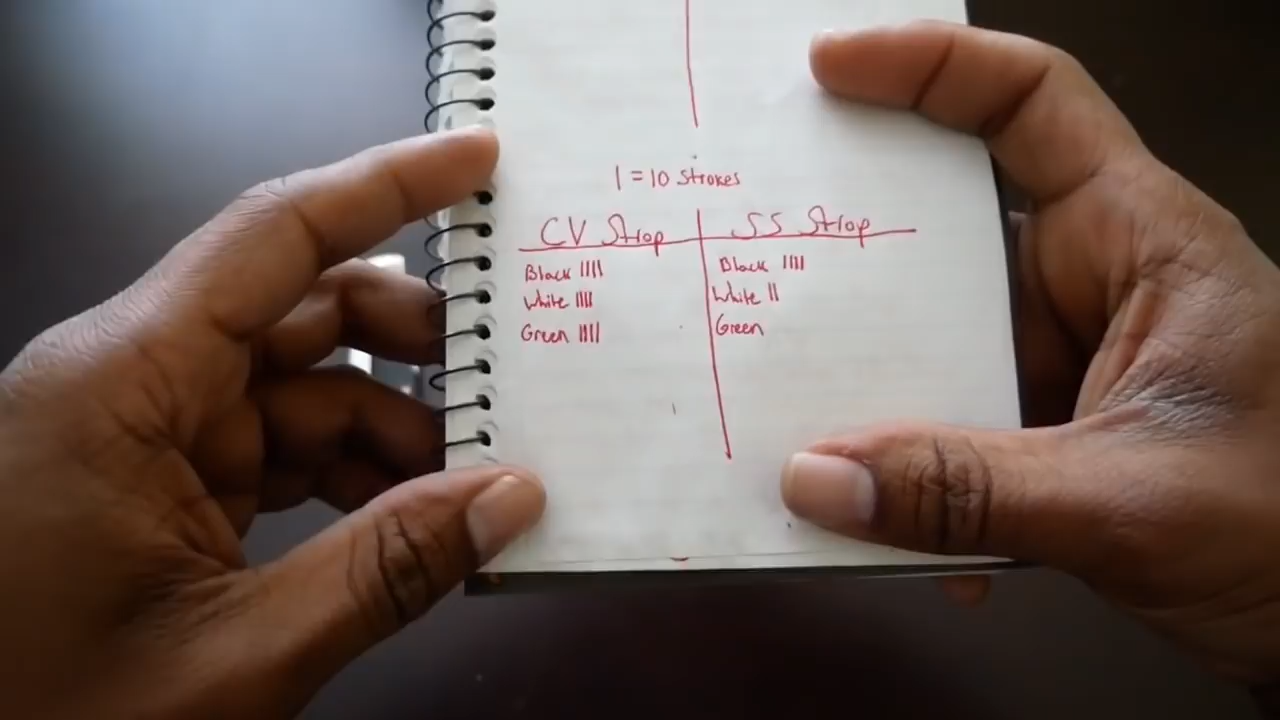 1 = 10 strokes
CV Strop
SS Strop
Black ||||
White ||||
Green ||||
Black ||||
White ||
Green